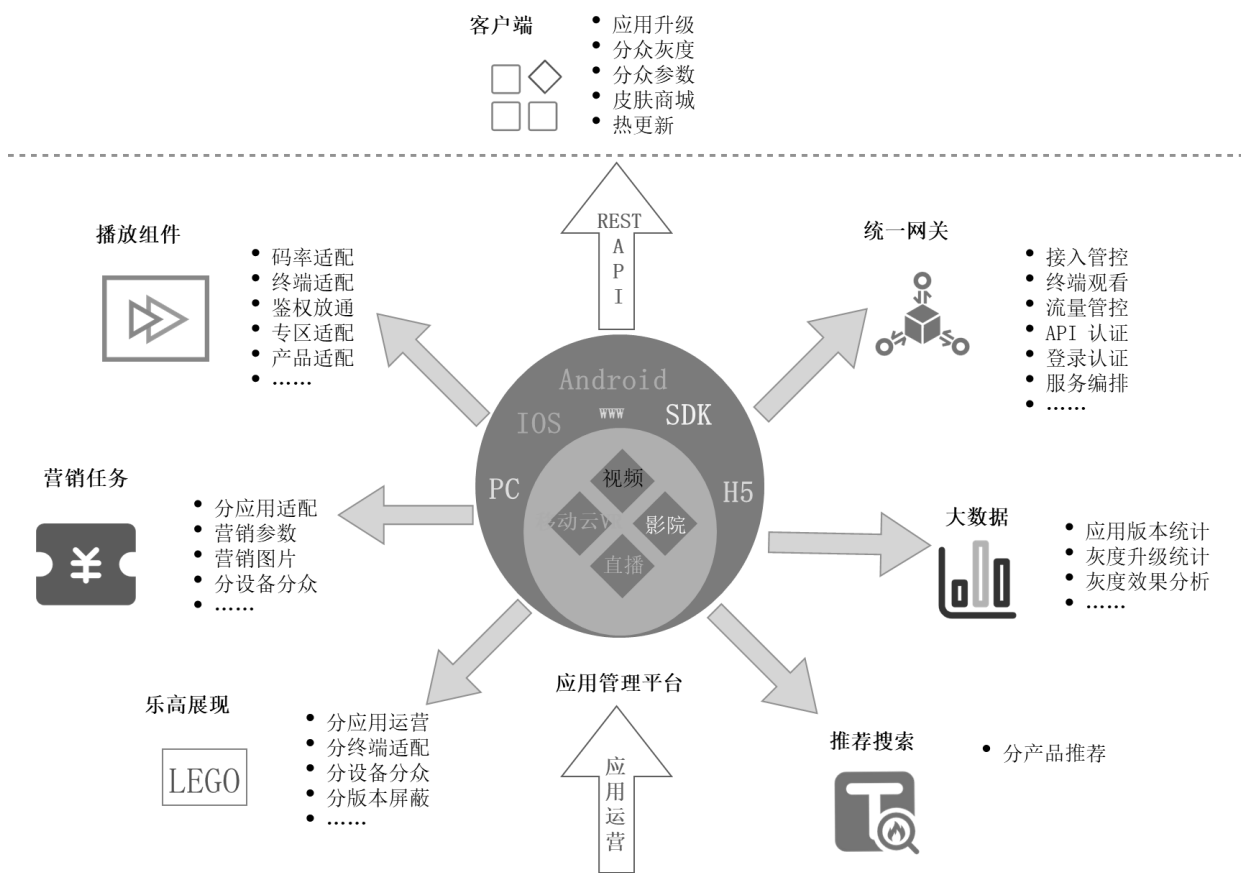 客户端
• 应用升级
• 分众灰度
• 分众参数
• 皮肤商城
• 热更新
REST
A
P
I
播放组件
• 码率适配
• 终端适配
• 鉴权放通
• 专区适配
• 产品适配
• ……
统一网关
• 接入管控
• 终端观看
• 流量管控
• API 认证
• 登录认证
• 服务编排
• ……
Android
IOS
WWW
SDK
PC
H5
视频
移动云V
影院
直播
营销任务
¥
• 分应用适配
• 营销参数
• 营销图片
• 分设备分众
• ……
大数据
• 应用版本统计
• 灰度升级统计
• 灰度效果分析
• ……
应用管理平台
乐高展现
LEGO
• 分应用运营
• 分终端适配
• 分设备分众
• 分版本屏蔽
• ……
应
用
运
营
推荐搜索
• 分产品推荐